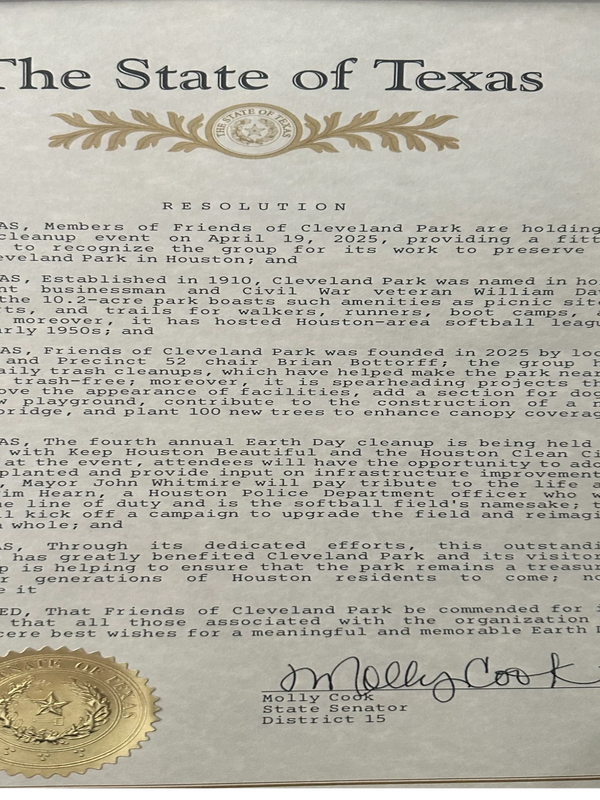 The State of Texas
THE STATE OF TEXAS
RESOLUTION
AS, Members of Friends of Cleveland Park are holding
cleanup event on April 19, 2025, providing a fitt
to recognize the group for its work to preserve
eveland Park in Houston; and
AS, Established in 1910, Cleveland Park was named in ho
nt businessman and Civil War veteran William Da
the 10.2-acre park boasts such amenities as picnic sit
rts, and trails for walkers, runners, boot camps, a
moreover, it has hosted Houston-area softball leagu
arly 1950s; and
AS, Friends of Cleveland Park was founded in 2025 by loc
and Precinct 52 chair Brian Bottorff; the group h
aily trash cleanups, which have helped make the park near
trash-free; moreover, it is spearheading projects th
ove the appearance of facilities, add a section for dog
w playground, contribute to the construction of a n
bridge, and plant 100 new trees to enhance canopy coverag
AS, The fourth annual Earth Day cleanup is being held
with Keep Houston Beautiful and the Houston Clean Ci
at the event, attendees will have the opportunity to ado
planted and provide input on infrastructure improvement
, Mayor John Whitmire will pay tribute to the life a
im Hearn, a Houston Police Department officer who w
he line of duty and is the softball field's namesake; t
ll kick off a campaign to upgrade the field and reimagi
a whole; and
AS, Through its dedicated efforts, this outstandi
has greatly benefited Cleveland Park and its visitor
p is helping to ensure that the park remains a treasur
r generations of Houston residents to come; no
e it
ED, That Friends of Cleveland Park be commended for i
that all those associated with the organization
cere best wishes for a meaningful and memorable Earth D
Molly Cook
Molly Cook
State Senator
District 15
STATE OF TEXAS